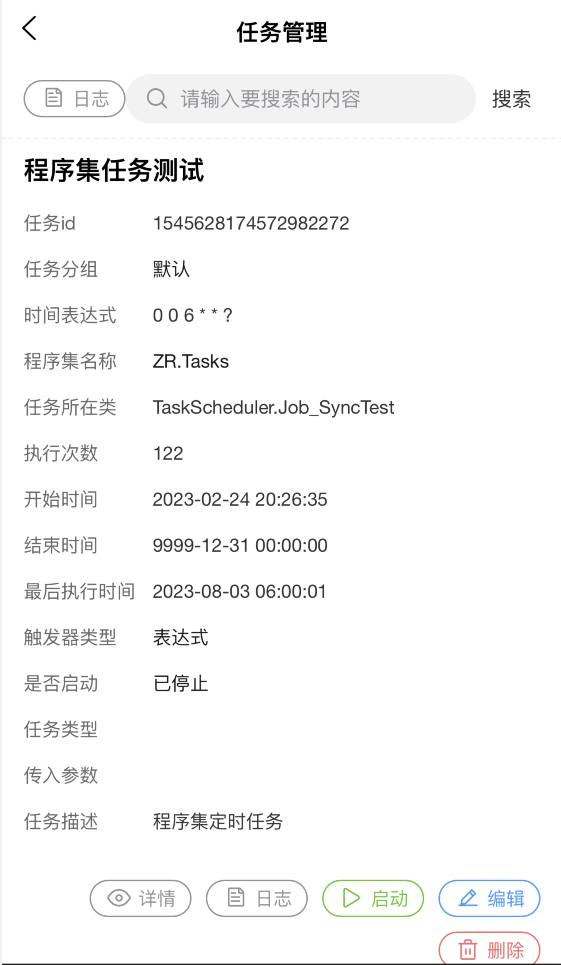 任务管理
日志 请输入要搜索的内容 搜索
程序集任务测试
任务id 1545628174572982272
任务分组 默认
时间表达式 0 0 6 * * ?
程序集名称 ZR.Tasks
任务所在类 TaskScheduler.Job_SyncTest
执行次数 122
开始时间 2023-02-24 20:26:35
结束时间 9999-12-31 00:00:00
最后执行时间 2023-08-03 06:00:01
触发器类型 表达式
是否启动 已停止
任务类型
传入参数
任务描述 程序集定时任务
详情 日志 启动 编辑
删除